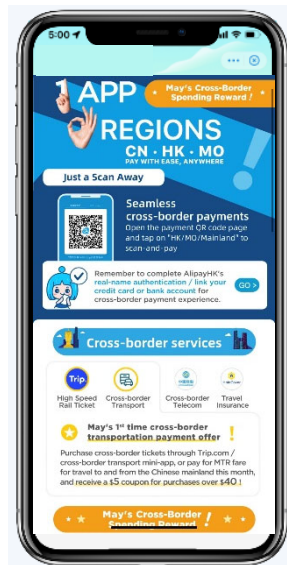 5:00
1 APP
May's Cross-Border
Spending Reward !
REGIONS
CN · HK · MO
PAY WITH EASE, ANYWHERE
Just a Scan Away
Seamless
cross-border payments
Open the payment QR code page
and tap on "HK/MO/Mainland" to
scan-and-pay
Remember to complete AlipayHK's
real-name authentication / link your
credit card or bank account for
cross-border payment experience.
GO >
Cross-border services
Trip.
High Speed
Rail Ticket
Cross-border
Transport
Cross-border
Telecom
Travel
Insurance
May's 1st time cross-border
transportation payment offer !
Purchase cross-border tickets through Trip.com /
cross-border transport mini-app, or pay for MTR fare
for travel to and from the Chinese mainland this month,
and receive a $5 coupon for purchases over $40 !
May's Cross-Border
Spending Reward !